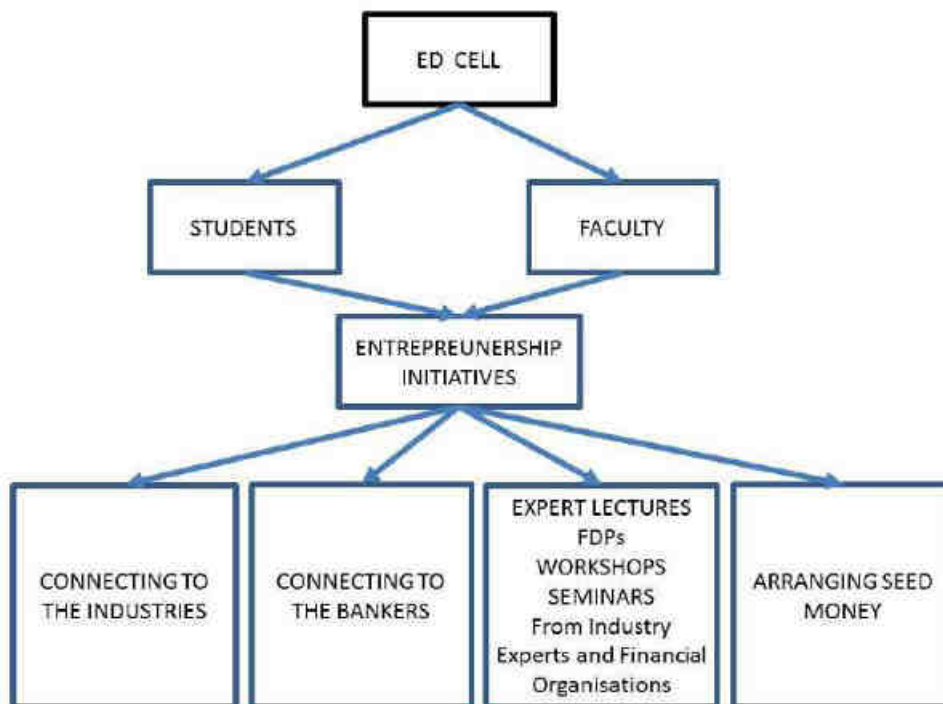 ED CELL
STUDENTS
FACULTY
ENTREPREUNERSHIP
INITIATIVES
CONNECTING TO
THE INDUSTRIES
CONNECTING TO
THE BANKERS
EXPERT LECTURES
FDPs
WORKSHOPS
SEMINARS
From Industry
Experts and Financial
Organisations
ARRANGING SEED
MONEY